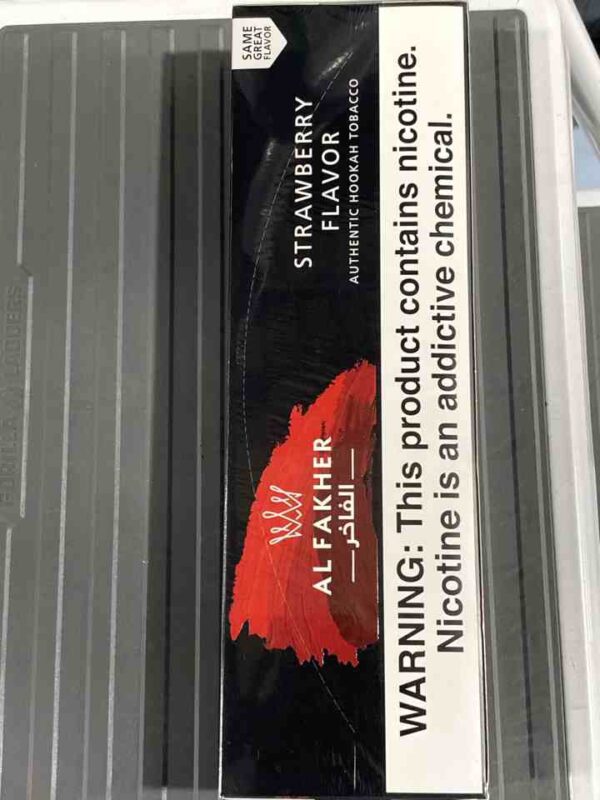 SAME
GREAT
FLAVOR
STRAWBERRY
FLAVOR
AUTHENTIC HOOKAH TOBACCO
AL FAKHER
الفاخر
WARNING: This product contains nicotine.
Nicotine is an addictive chemical.